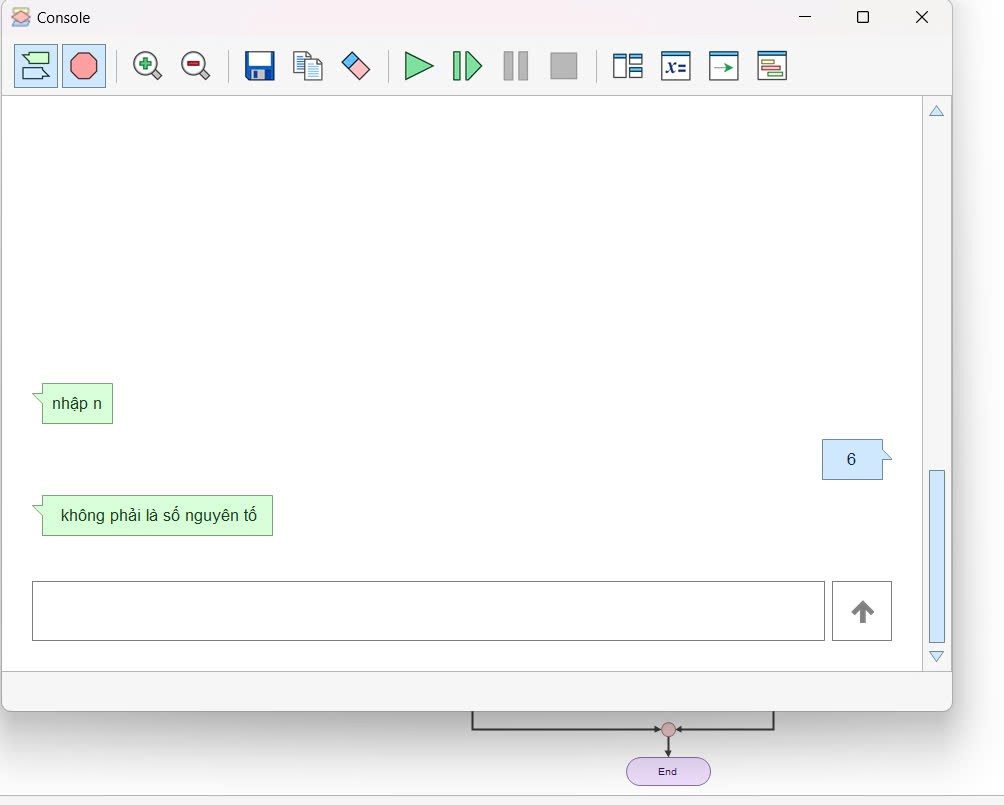 Console
x=
nhập n
6
không phải là số nguyên tố
End